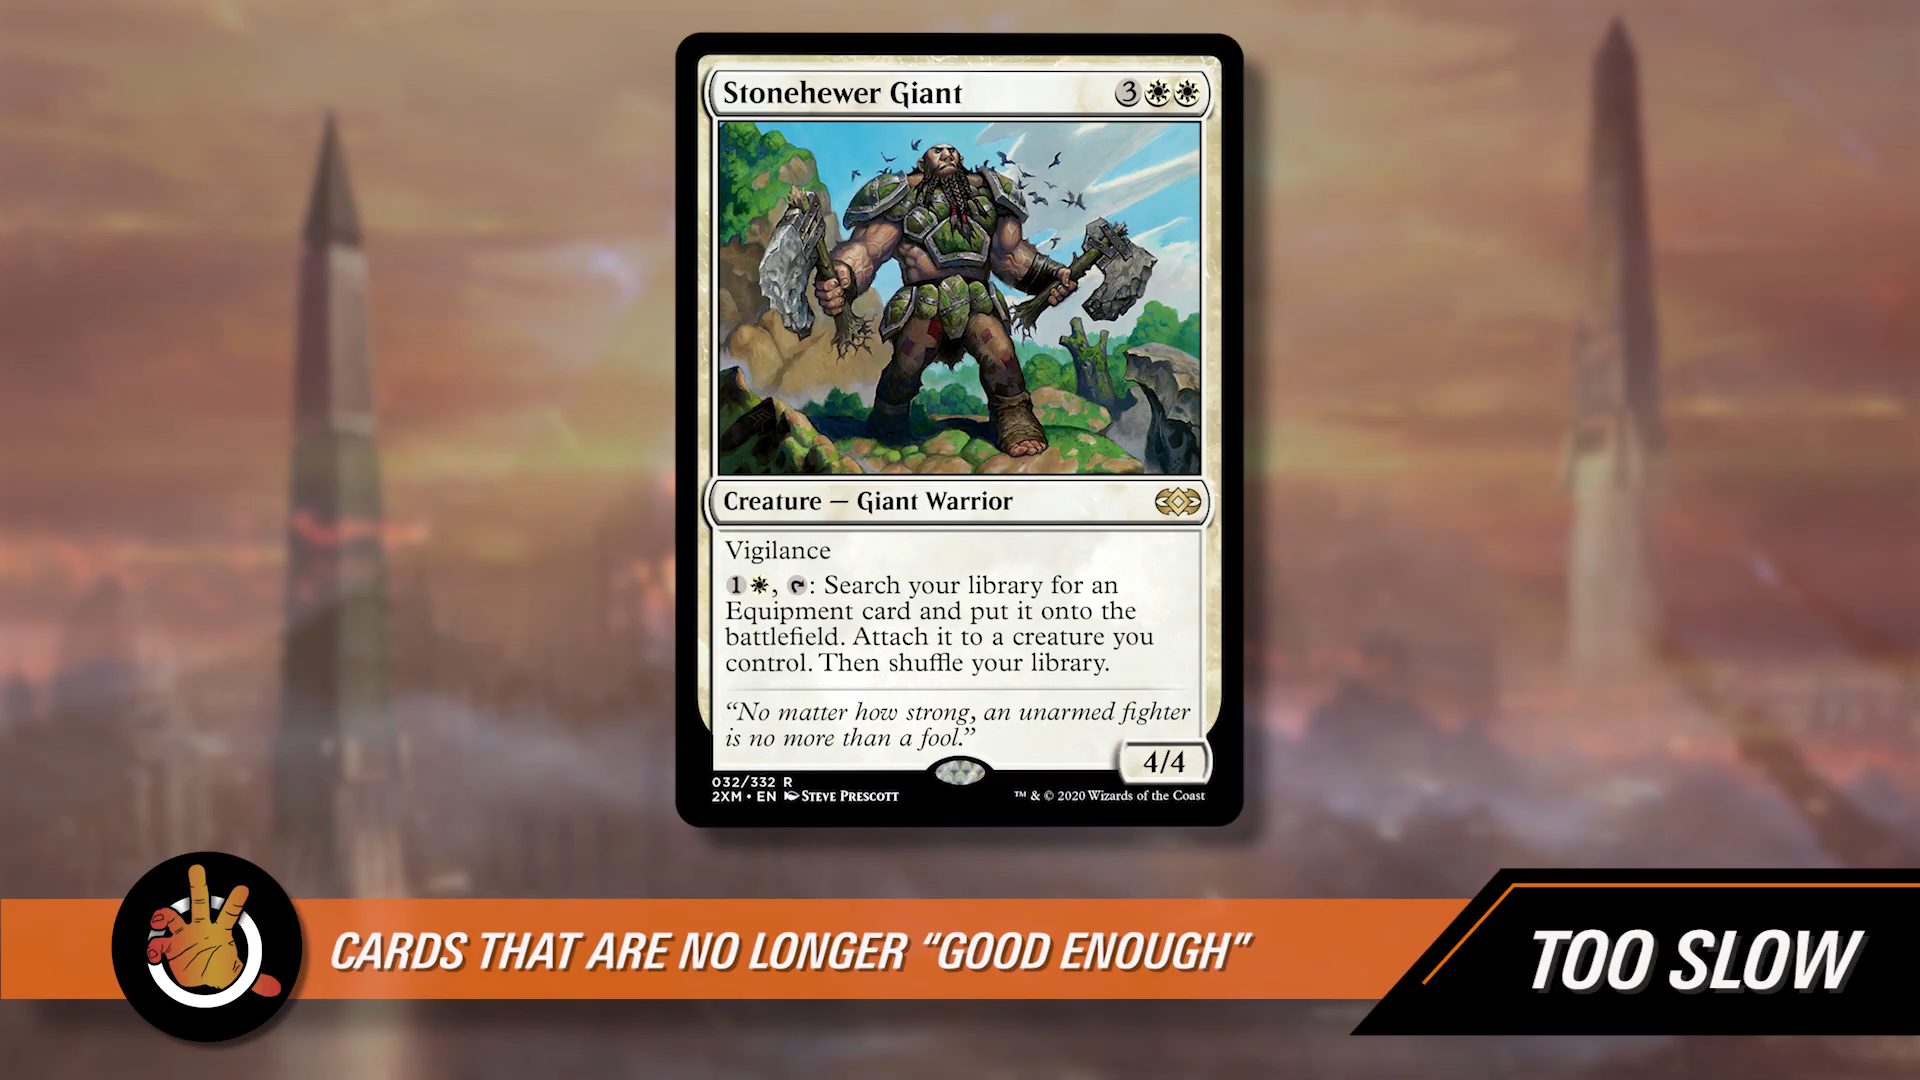 Stonehewer Giant 3
Creature — Giant Warrior
Vigilance
1, : Search your library for an
Equipment card and put it onto the
battlefield. Attach it to a creature you
control. Then shuffle your library.
“No matter how strong, an unarmed fighter
is no more than a fool.”
4/4
032/332 R
2XM • EN Steve Prescott
™ & © 2020 Wizards of the Coast
CARDS THAT ARE NO LONGER “GOOD ENOUGH”
TOO SLOW